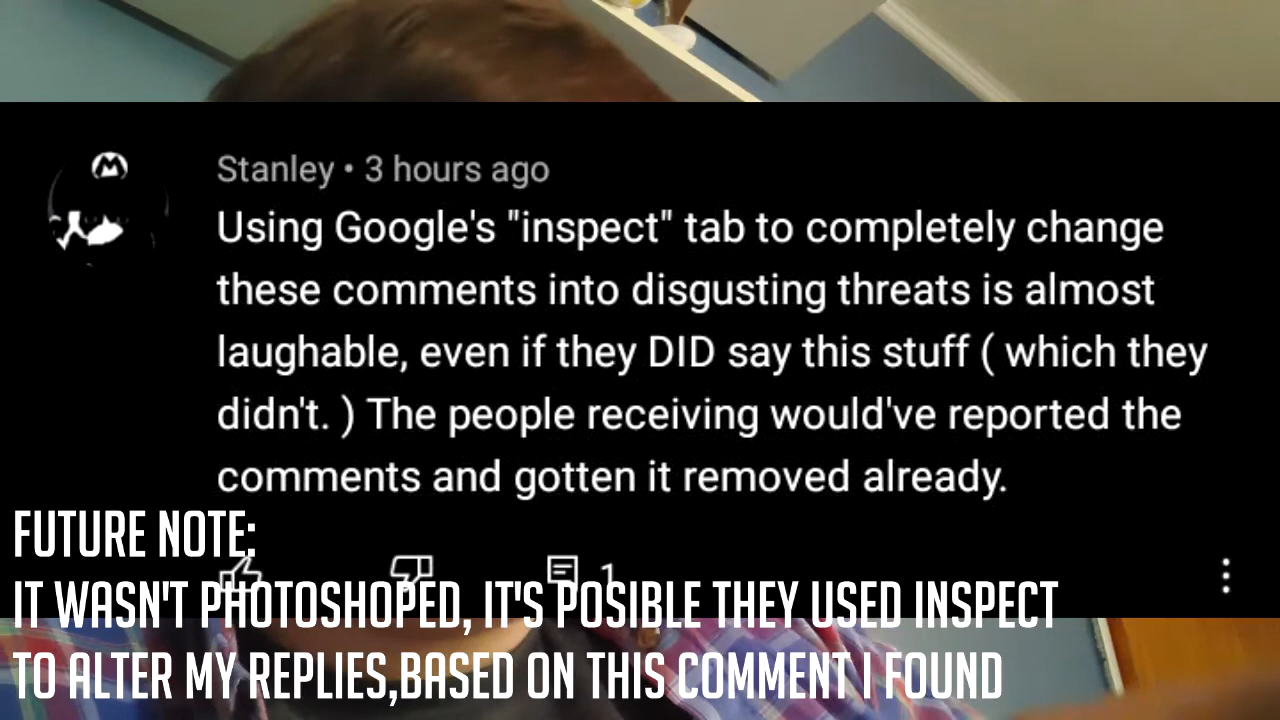 Stanley • 3 hours ago
Using Google's "inspect" tab to completely change
these comments into disgusting threats is almost
laughable, even if they DID say this stuff ( which they
didn't. ) The people receiving would've reported the
comments and gotten it removed already.
1
FUTURE NOTE:
IT WASN'T PHOTOSHOPED, IT'S POSIBLE THEY USED INSPECT
TO ALTER MY REPLIES,BASED ON THIS COMMENT I FOUND